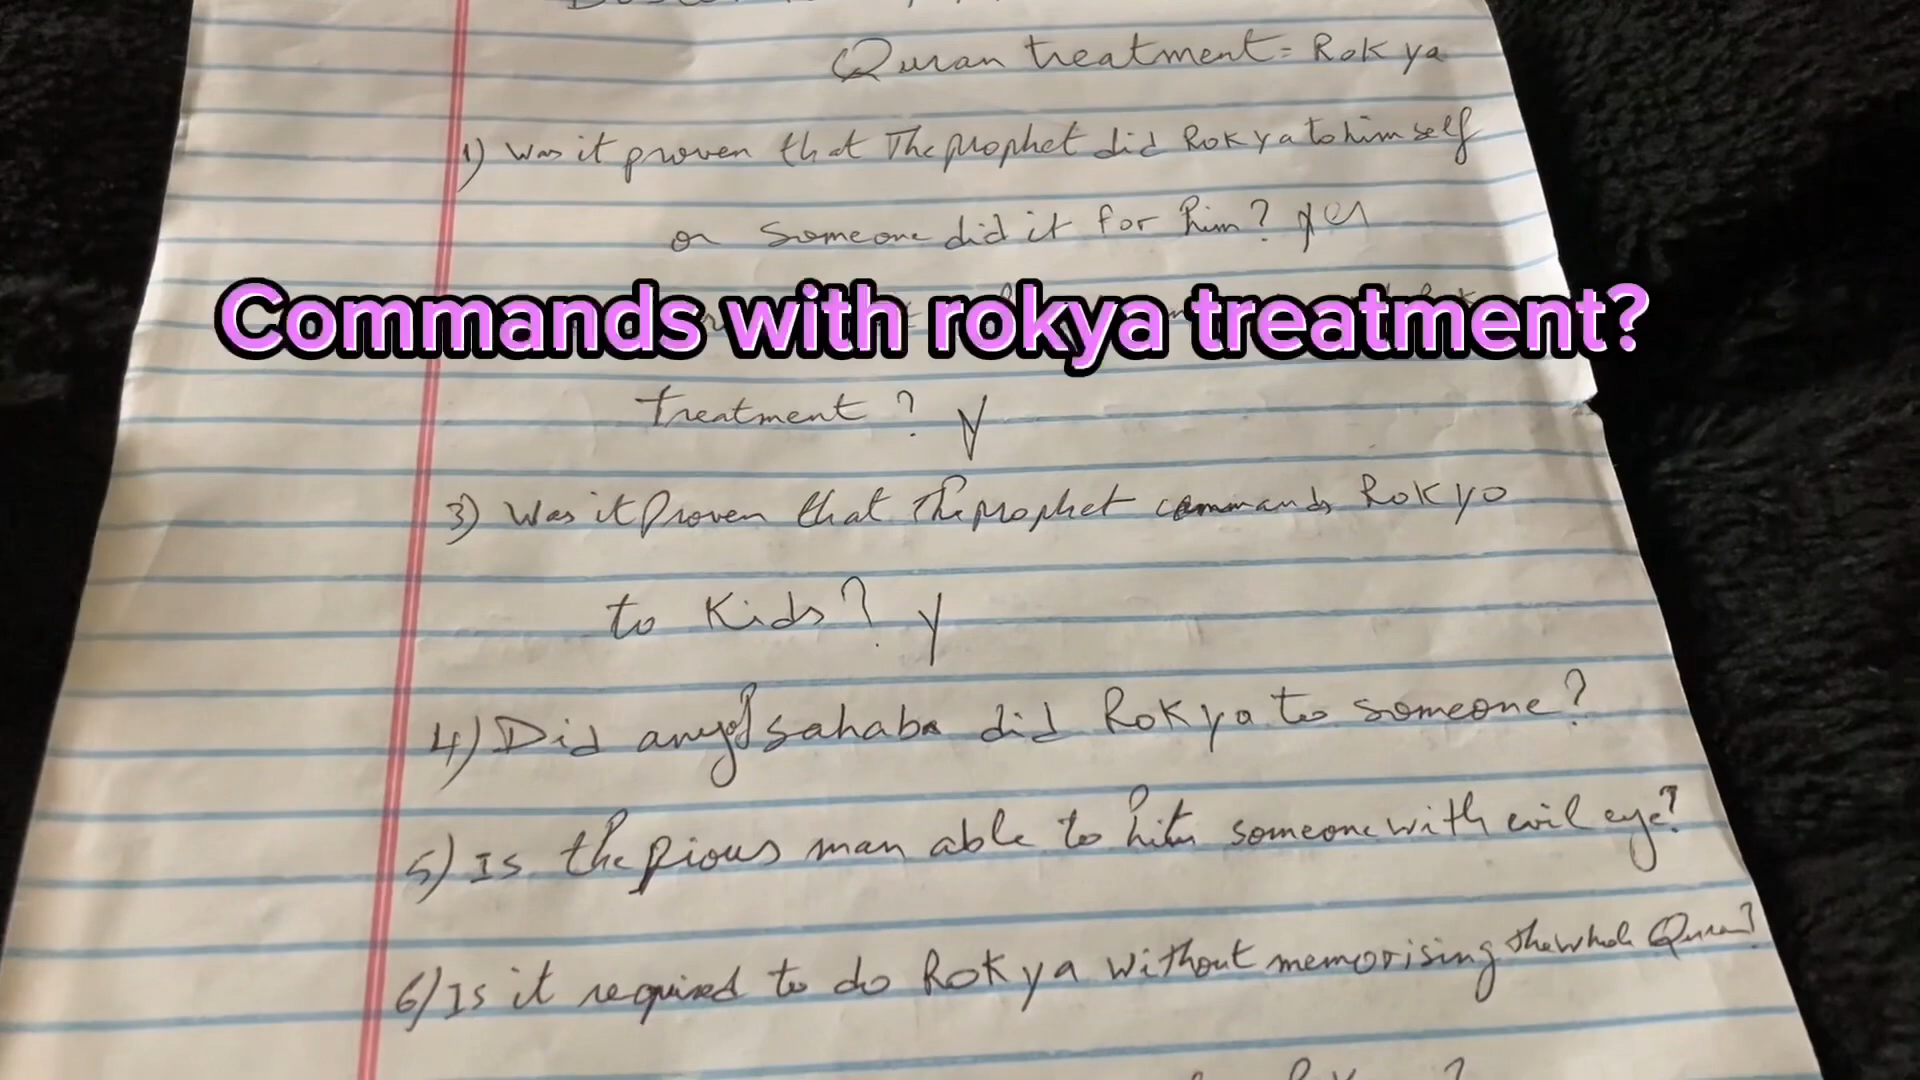 Quran treatment = Rokya
1) Was it proven that The prophet did Rokya to himself
or someone did it for him? yes
Commands with rokya treatment?
treatment? y
3) Was it Proven that The prophet commands Rokya
to Kids? y
4) Did any of sahaba did Rokya to someone?
5) Is the pious man able to hit someone with evil eye?
6) Is it required to do Rokya without memorising the whole Quran?